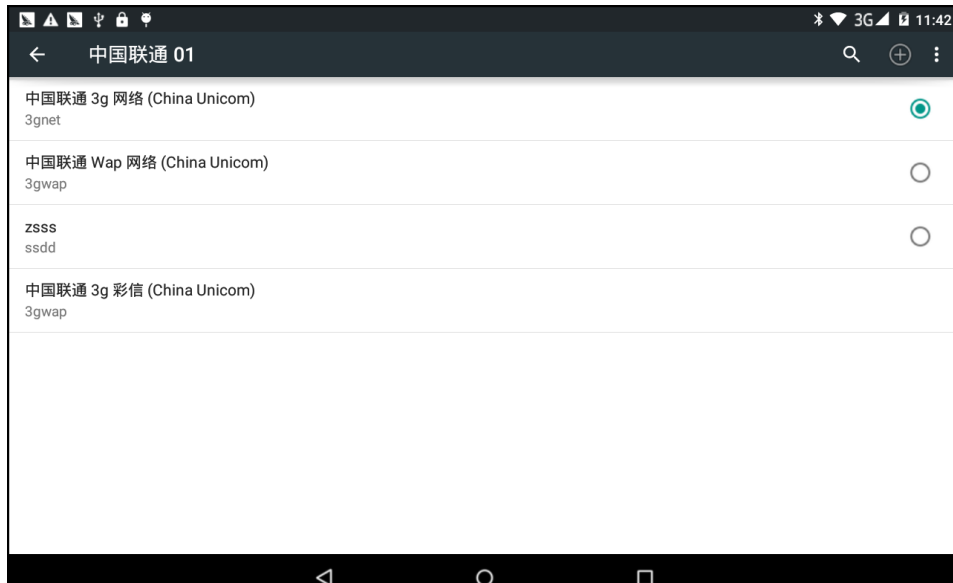 3G 11:42
中国联通 01
中国联通 3g 网络 (China Unicom)
3gnet
中国联通 Wap 网络 (China Unicom)
3gwap
zsss
ssdd
中国联通 3g 彩信 (China Unicom)
3gwap